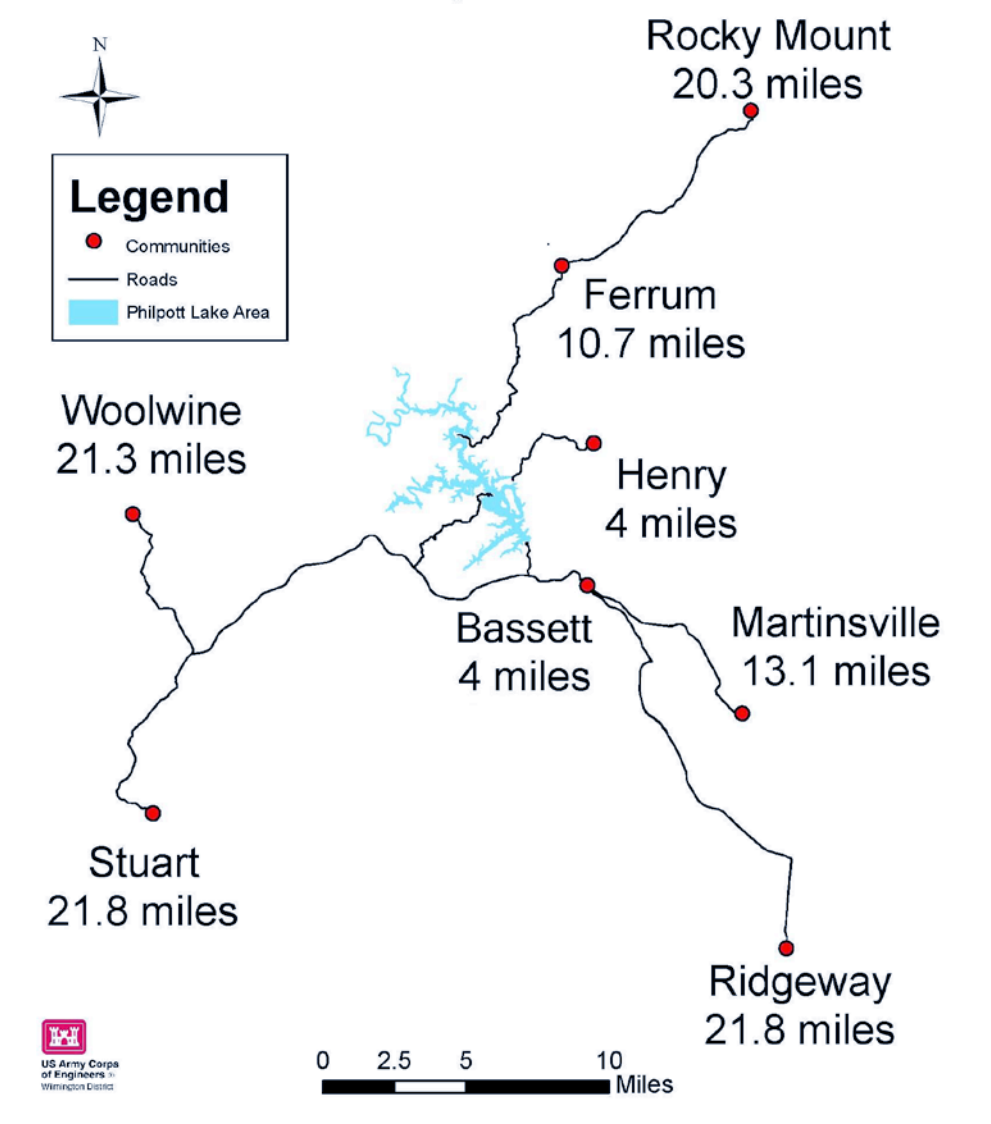 N
Rocky Mount
20.3 miles
Legend
Communities
Roads
Philpott Lake Area
Ferrum
10.7 miles
Woolwine
21.3 miles
Henry
4 miles
Bassett
4 miles
Martinsville
13.1 miles
Stuart
21.8 miles
Ridgeway
21.8 miles
US Army Corps
of Engineers
Wilmington District
0 2.5 5 10
Miles